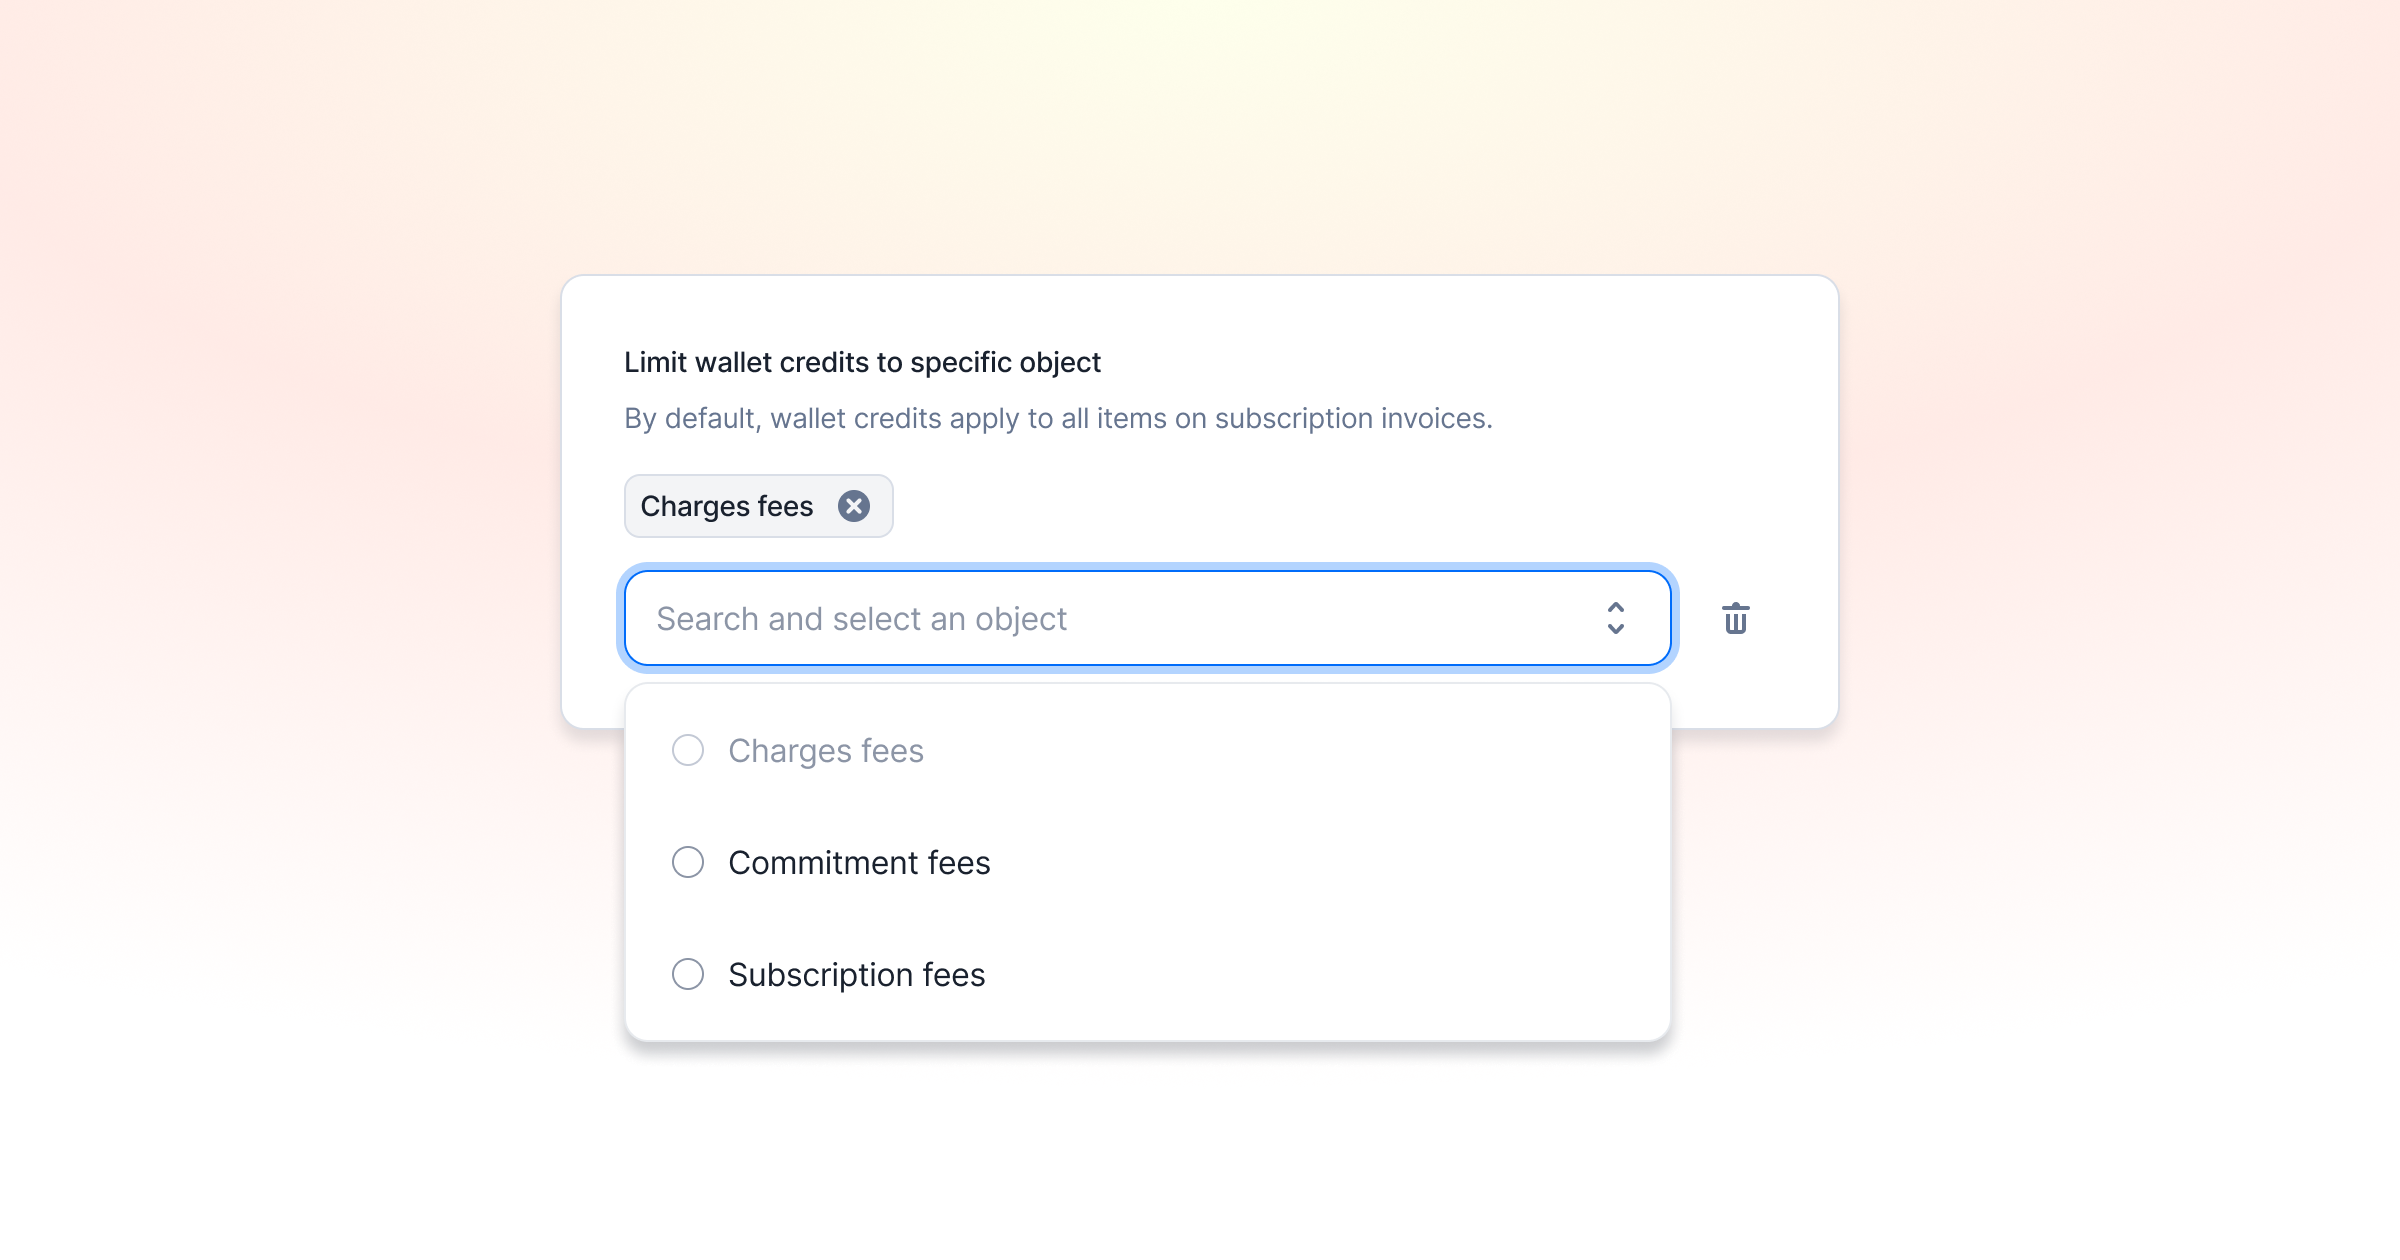 Limit wallet credits to specific object
By default, wallet credits apply to all items on subscription invoices.
Charges fees
Search and select an object
Charges fees
Commitment fees
Subscription fees